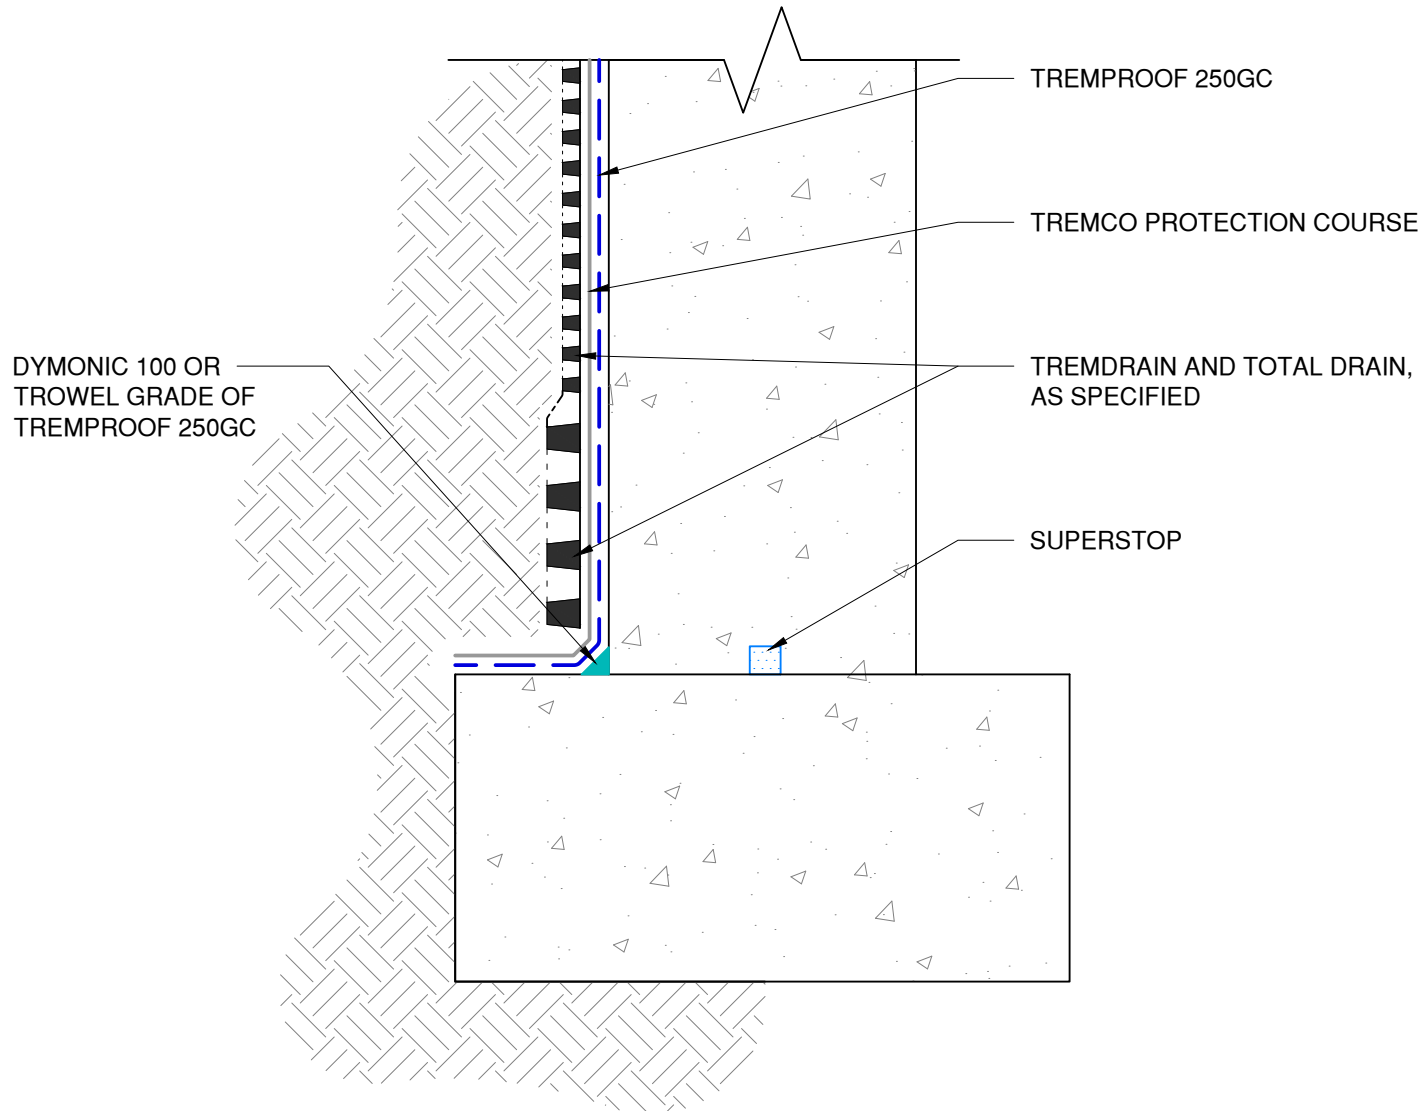 TREMPROOF 250GC
TREMCO PROTECTION COURSE
DYMONIC 100 OR
TROWEL GRADE OF
TREMPROOF 250GC
TREMDRAIN AND TOTAL DRAIN,
AS SPECIFIED
SUPERSTOP